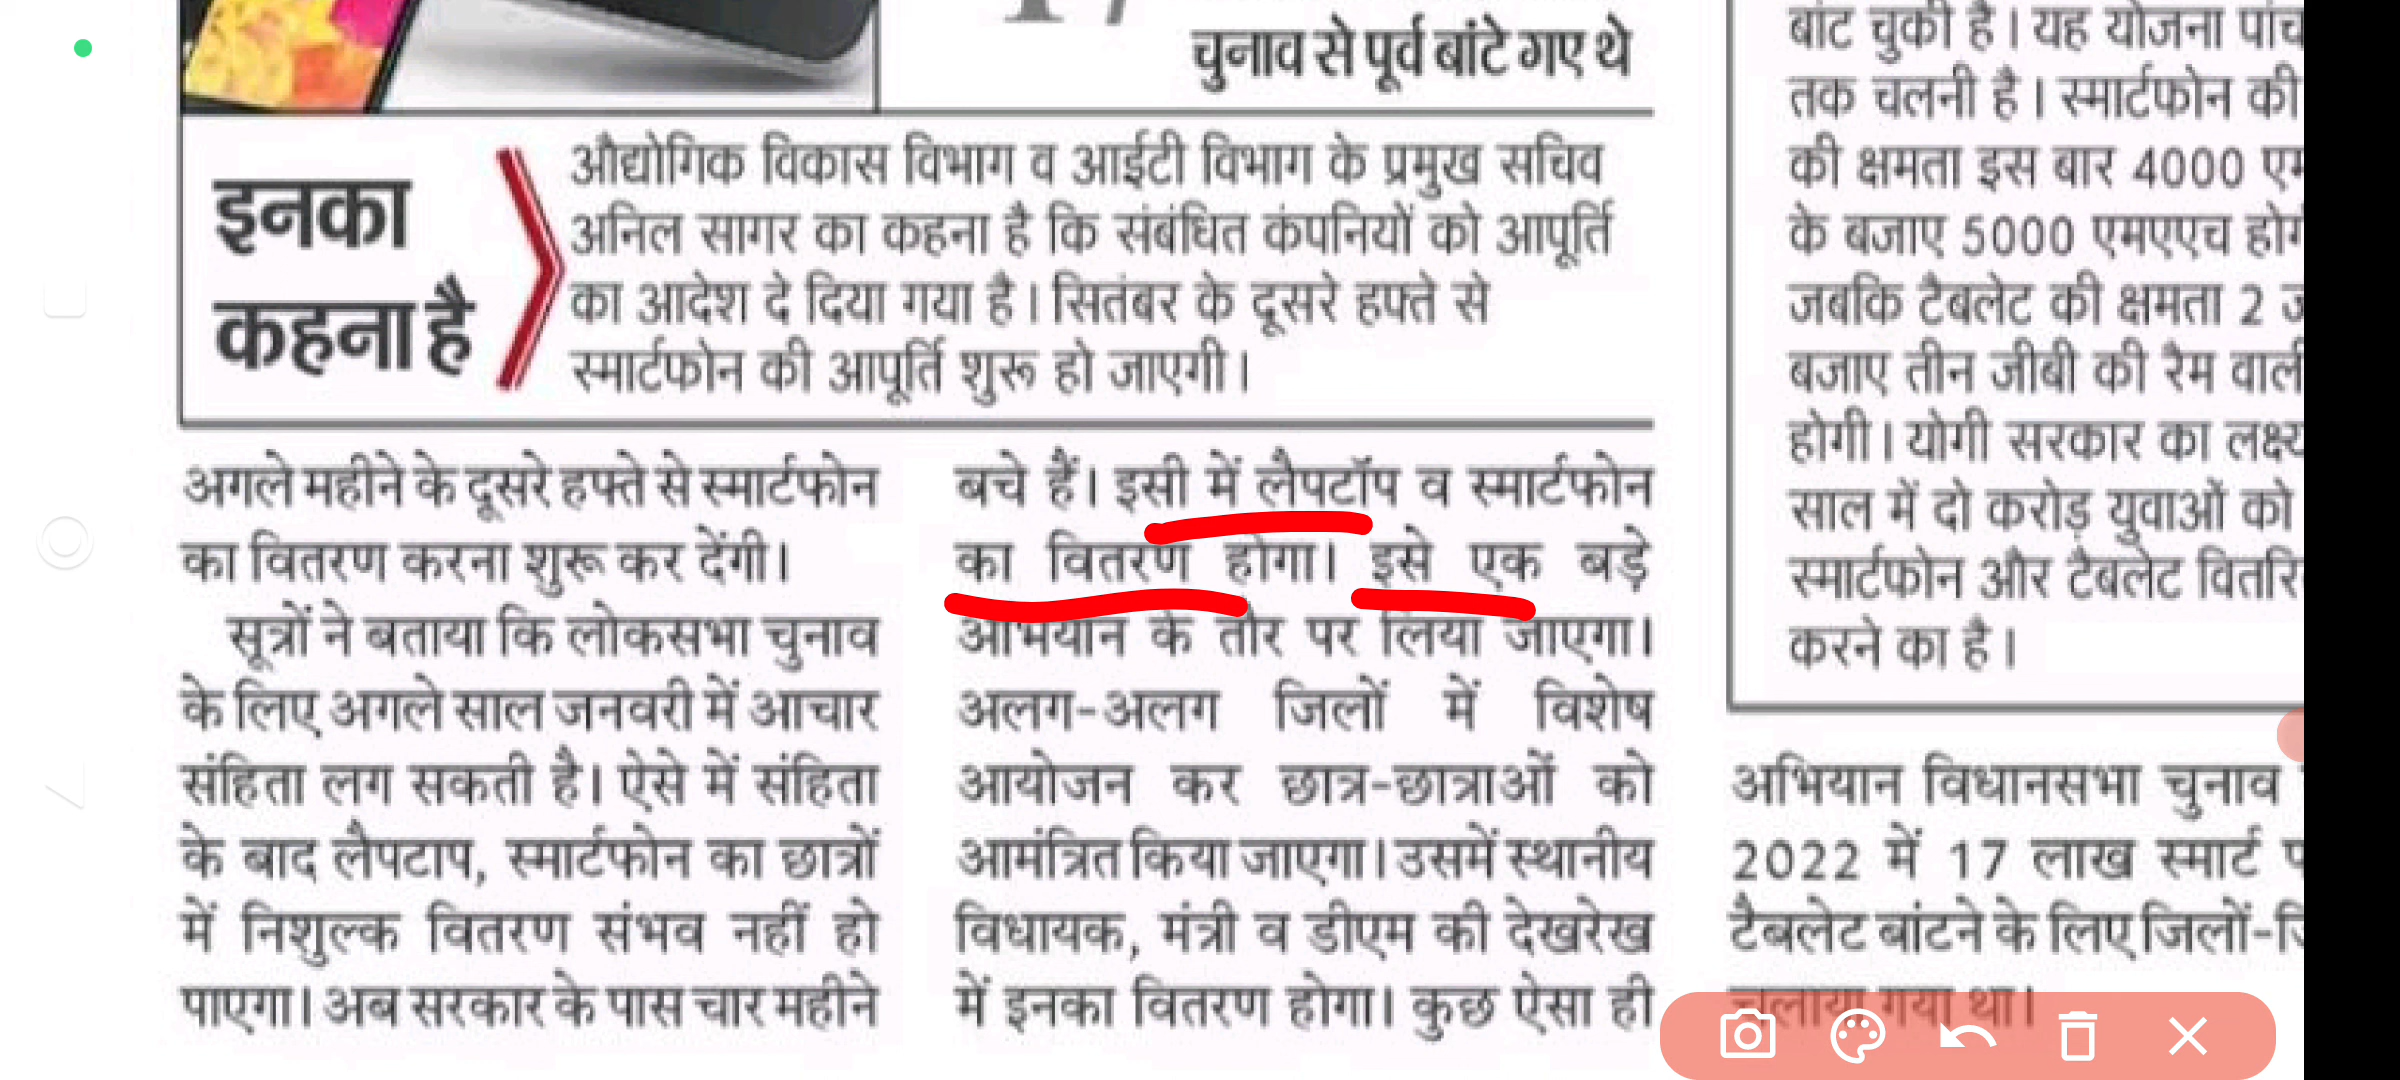 चुनाव से पूर्व बांटे गए थे
इनका
कहना है
औद्योगिक विकास विभाग व आईटी विभाग के प्रमुख सचिव
अनिल सागर का कहना है कि संबंधित कंपनियों को आपूर्ति
का आदेश दे दिया गया है। सितंबर के दूसरे हफ्ते से
स्मार्टफोन की आपूर्ति शुरू हो जाएगी।
अगले महीने के दूसरे हफ्ते से स्मार्टफोन
का वितरण करना शुरू कर देंगी।
सूत्रों ने बताया कि लोकसभा चुनाव
के लिए अगले साल जनवरी में आचार
संहिता लग सकती है। ऐसे में संहिता
के बाद लैपटाप, स्मार्टफोन का छात्रों
में निशुल्क वितरण संभव नहीं हो
पाएगा। अब सरकार के पास चार महीने
बचे हैं। इसी में लैपटॉप व स्मार्टफोन
का वितरण होगा। इसे एक बड़े
अभियान के तौर पर लिया जाएगा।
अलग-अलग जिलों में विशेष
आयोजन कर छात्र-छात्राओं को
आमंत्रित किया जाएगा। उसमें स्थानीय
विधायक, मंत्री व डीएम की देखरेख
में इनका वितरण होगा। कुछ ऐसा ही
बांट चुकी है। यह योजना पांच
तक चलनी है। स्मार्टफोन की
की क्षमता इस बार 4000
के बजाए 5000 एमएएच
जबकि टैबलेट की क्षमता 2
बजाए तीन जीबी की रैम
होगी। योगी सरकार का
साल में दो करोड़ युवाओं को
स्मार्टफोन और टैबलेट
करने का है।
अभियान विधानसभा चुनाव
2022 में 17 लाख स्मार्ट
टैबलेट बांटने के लिए
चलाया गया था।